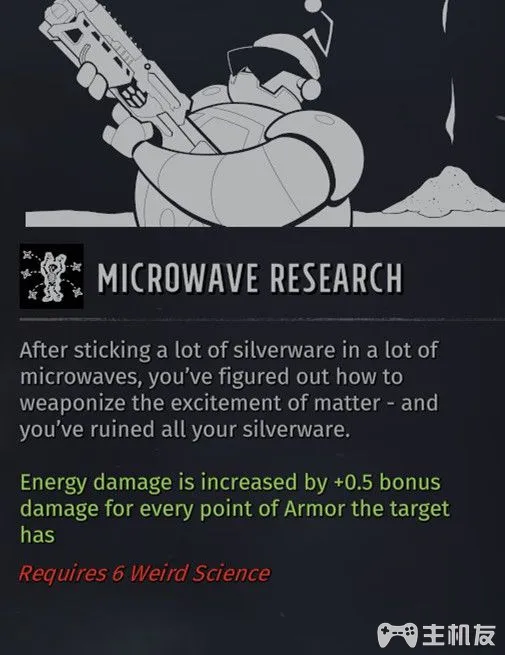 MICROWAVE RESEARCH
After sticking a lot of silverware in a lot of
microwaves, you've figured out how to
weaponize the excitement of matter - and
you've ruined all your silverware.
Energy damage is increased by +0.5 bonus
damage for every point of Armor the target
has
Requires 6 Weird Science
主机友